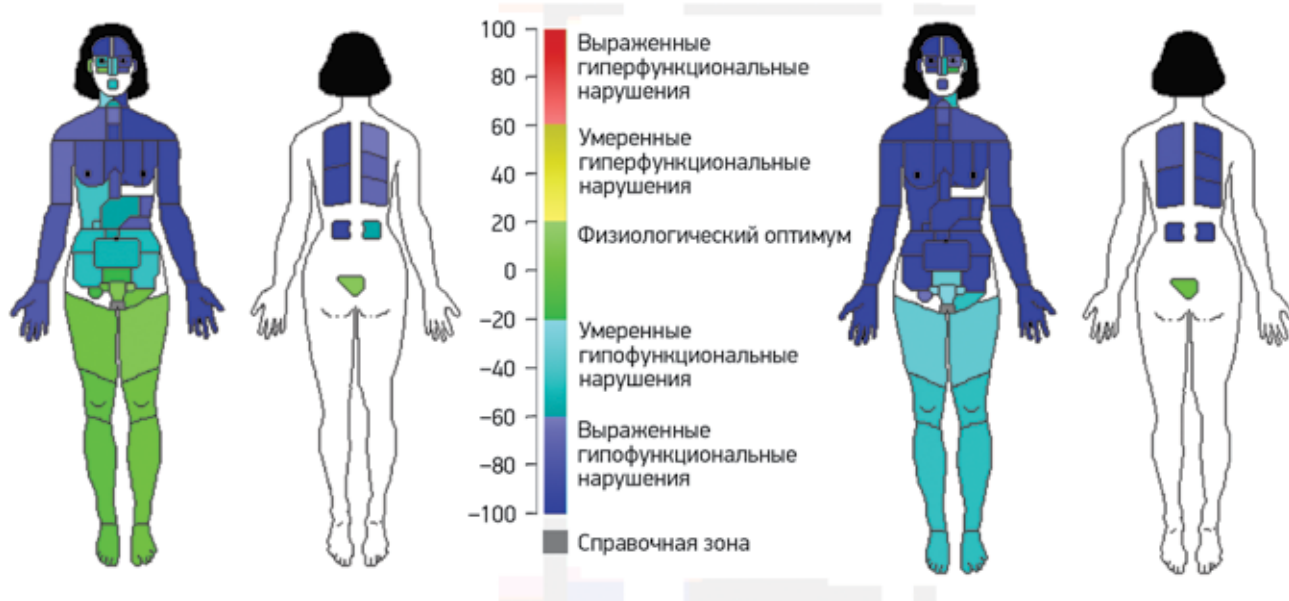 100
80
60
40
20
0
–20
–40
–60
–80
–100
Выраженные
гиперфункциональные
нарушения
Умеренные
гиперфункциональные
нарушения
Физиологический оптимум
Умеренные
гипофункциональные
нарушения
Выраженные
гипофункциональные
нарушения
Справочная зона